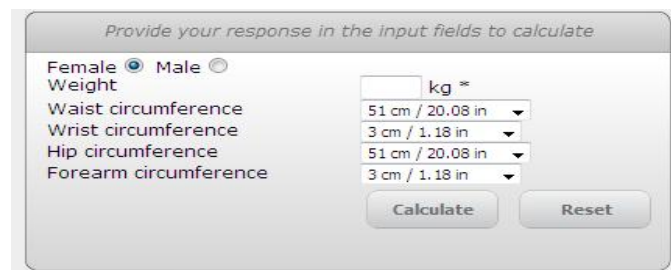 Provide your response in the input fields to calculate
Female Male
Weight kg *
Waist circumference 51 cm / 20.08 in
Wrist circumference 3 cm / 1.18 in
Hip circumference 51 cm / 20.08 in
Forearm circumference 3 cm / 1.18 in
Calculate Reset